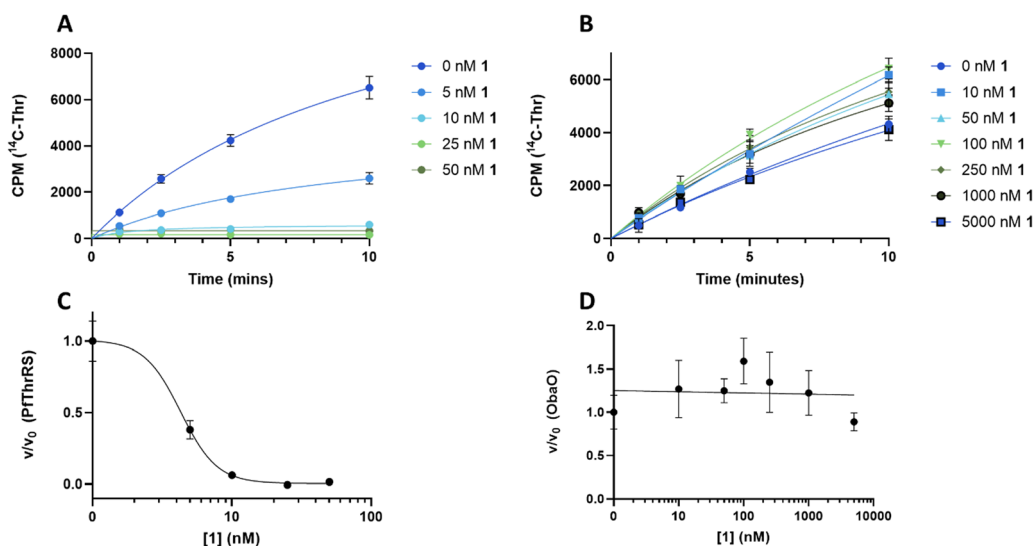 A
8000
6000
4000
2000
0
CPM (¹⁴C-Thr)
0
5
10
Time (mins)
0 nM 1
5 nM 1
10 nM 1
25 nM 1
50 nM 1
B
6000
4000
2000
0
CPM (¹⁴C-Thr)
0
5
10
Time (minutes)
0 nM 1
10 nM 1
50 nM 1
100 nM 1
250 nM 1
1000 nM 1
5000 nM 1
C
1.0
0.5
0.0
v/v₀ (PfThrRS)
0
10
100
[1] (nM)
D
2.0
1.5
1.0
0.5
0.0
v/v₀ (ObaO)
0
10
100
1000
10000
[1] (nM)